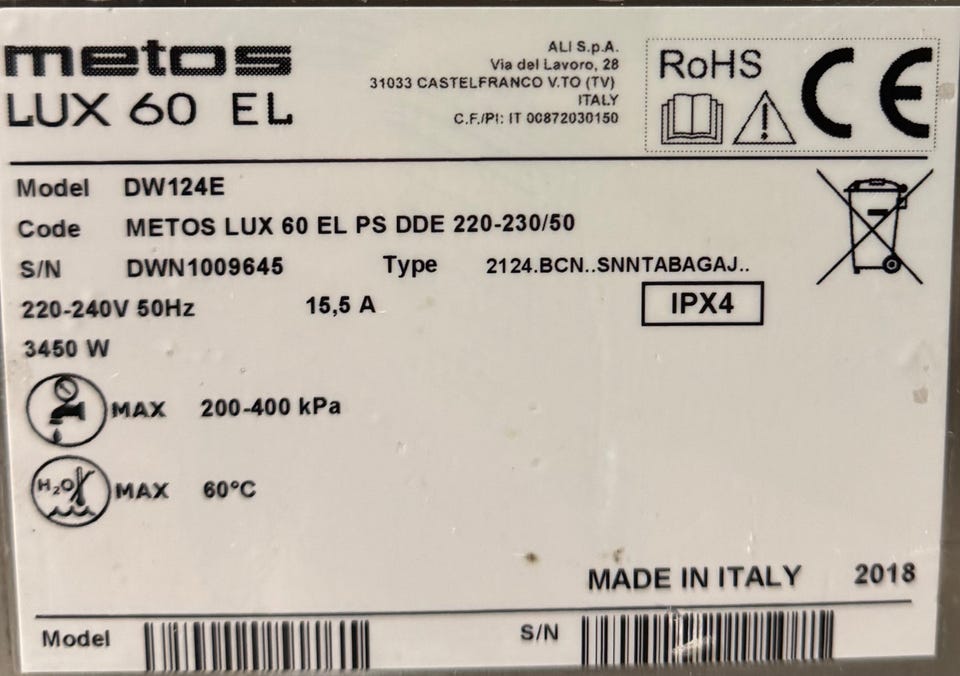 metos
LUX 60 EL
ALI S.p.A.
Via del Lavoro, 28
31033 CASTELFRANCO V.TO (TV)
ITALY
C.F./PI: IT 00872030150
RoHS
CE
Model DW124E
Code METOS LUX 60 EL PS DDE 220-230/50
S/N DWN1009645 Type 2124.BCN..SNNTABAGAJ..
220-240V 50Hz 15,5 A IPX4
3450 W
MAX 200-400 kPa
H2O MAX 60°C
MADE IN ITALY 2018
Model S/N